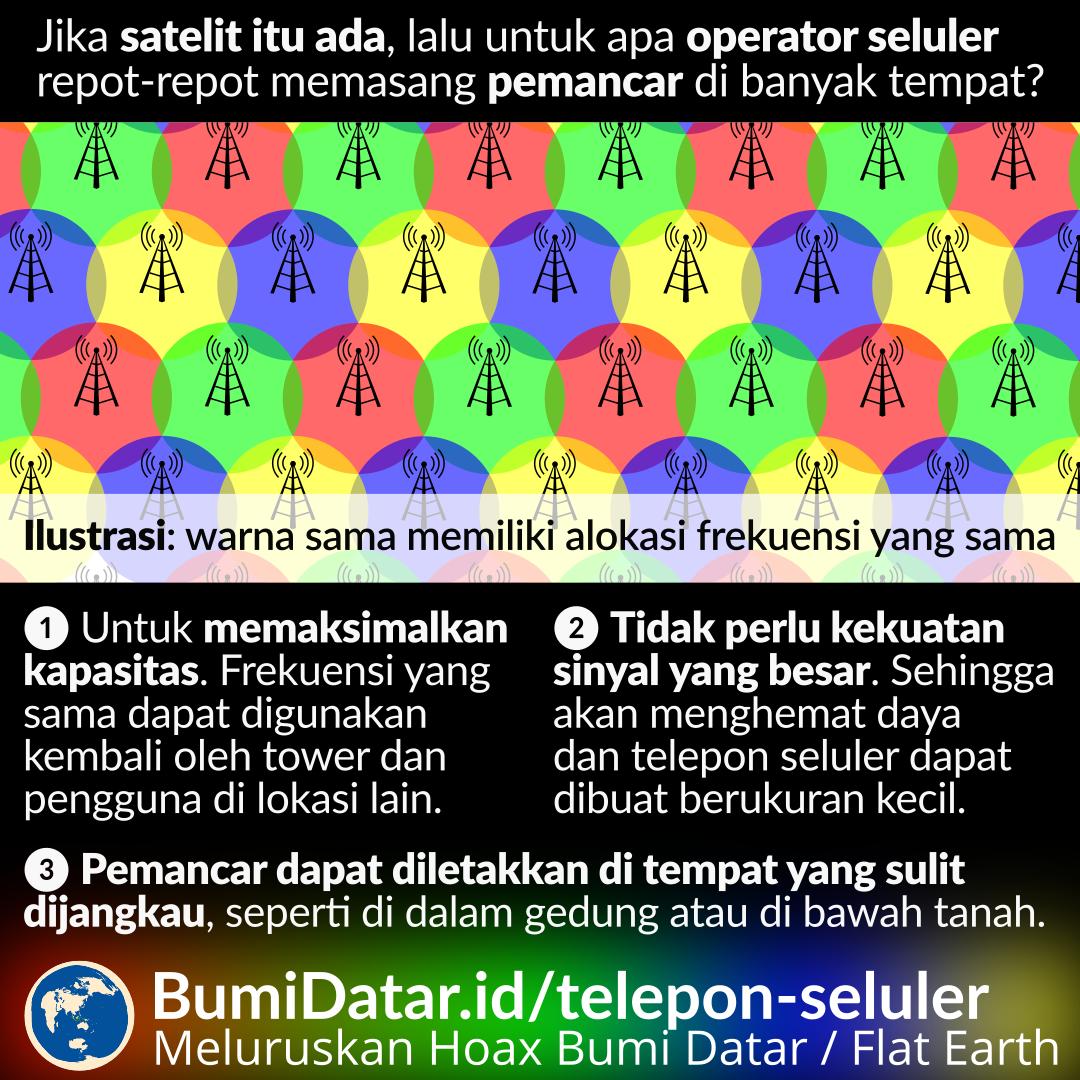 Jika satelit itu ada, lalu untuk apa operator seluler
repot-repot memasang pemancar di banyak tempat?
Ilustrasi: warna sama memiliki alokasi frekuensi yang sama
1 Untuk memaksimalkan
kapasitas. Frekuensi yang
sama dapat digunakan
kembali oleh tower dan
pengguna di lokasi lain.
2 Tidak perlu kekuatan
sinyal yang besar. Sehingga
akan menghemat daya
dan telepon seluler dapat
dibuat berukuran kecil.
3 Pemancar dapat diletakkan di tempat yang sulit
dijangkau, seperti di dalam gedung atau di bawah tanah.
BumiDatar.id/telepon-seluler
Meluruskan Hoax Bumi Datar / Flat Earth